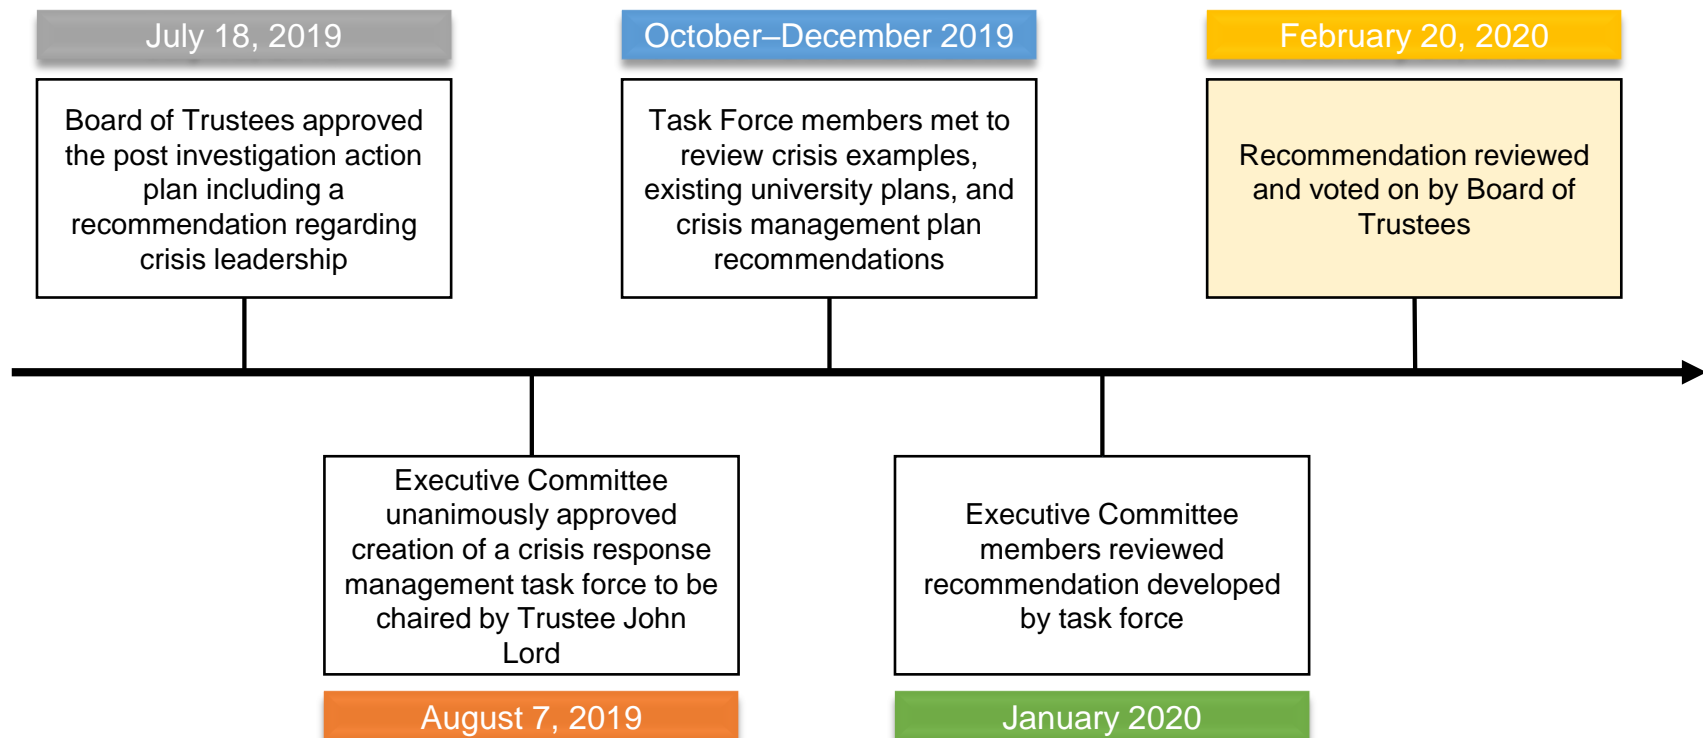 July 18, 2019
Board of Trustees approved
the post investigation action
plan including a
recommendation regarding
crisis leadership
October–December 2019
Task Force members met to
review crisis examples,
existing university plans, and
crisis management plan
recommendations
February 20, 2020
Recommendation reviewed
and voted on by Board of
Trustees
Executive Committee
unanimously approved
creation of a crisis response
management task force to be
chaired by Trustee John
Lord
August 7, 2019
Executive Committee
members reviewed
recommendation developed
by task force
January 2020